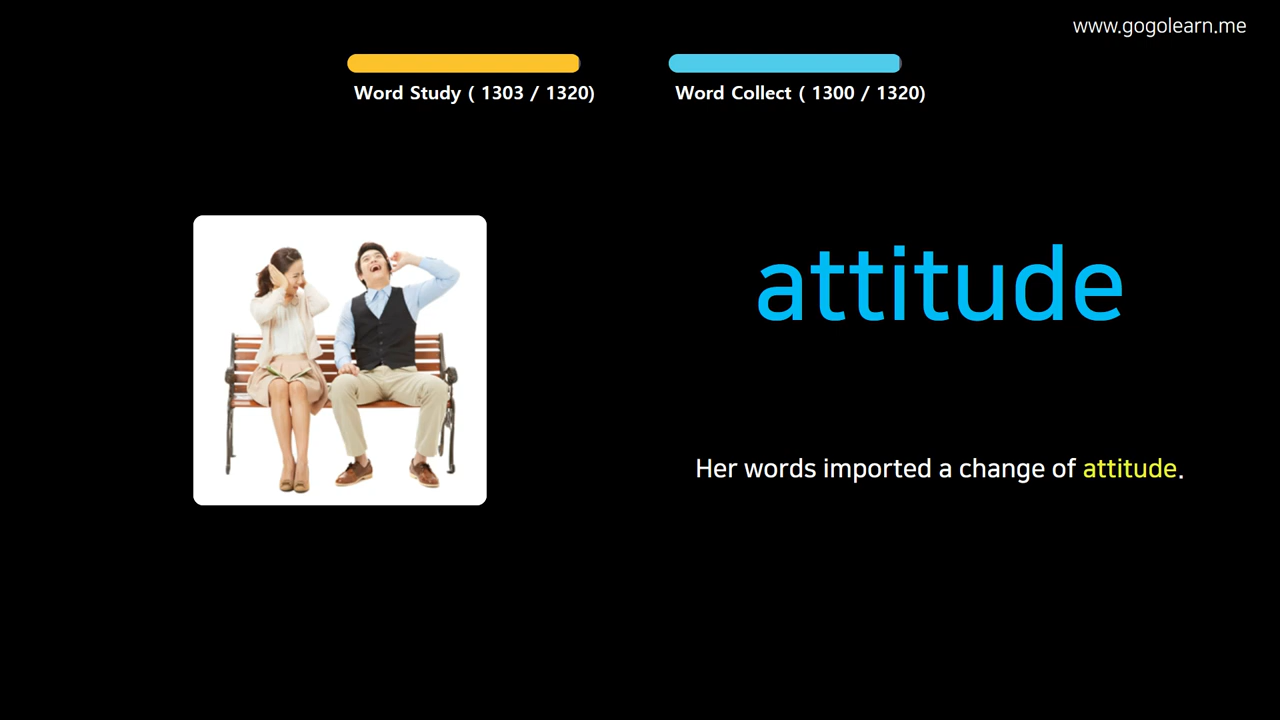 www.gogolearn.me
Word Study ( 1303 / 1320)
Word Collect ( 1300 / 1320)
attitude
Her words imported a change of attitude.